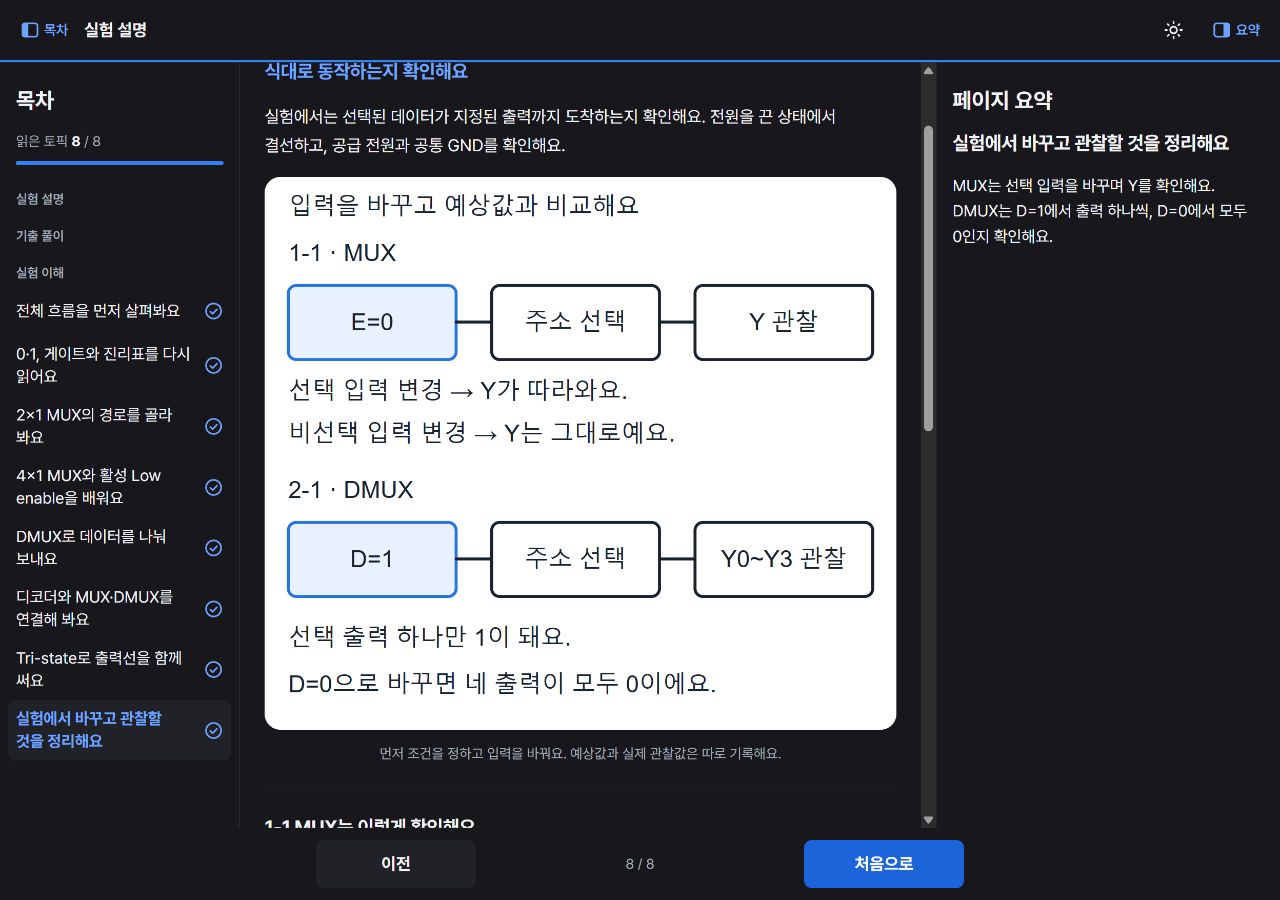 목차
실험 설명
요약
목차
읽은 토픽 8 / 8
실험 설명
기출 풀이
실험 이해
전체 흐름을 먼저 살펴봐요
0·1, 게이트와 진리표를 다시
읽어요
2×1 MUX의 경로를 골라
봐요
4×1 MUX와 활성 Low
enable을 배워요
DMUX로 데이터를 나눠
보내요
디코더와 MUX·DMUX를
연결해 봐요
Tri-state로 출력선을 함께
써요
실험에서 바꾸고 관찰할
것을 정리해요
식대로 동작하는지 확인해요
실험에서는 선택된 데이터가 지정된 출력까지 도착하는지 확인해요. 전원을 끈 상태에서
결선하고, 공급 전원과 공통 GND를 확인해요.
입력을 바꾸고 예상값과 비교해요
1-1 · MUX
E=0
주소 선택
Y 관찰
선택 입력 변경 → Y가 따라와요.
비선택 입력 변경 → Y는 그대로예요.
2-1 · DMUX
D=1
주소 선택
Y0~Y3 관찰
선택 출력 하나만 1이 돼요.
D=0으로 바꾸면 네 출력이 모두 0이에요.
먼저 조건을 정하고 입력을 바꿔요. 예상값과 실제 관찰값은 따로 기록해요.
1-1 MUX는 이렇게 확인해요
페이지 요약
실험에서 바꾸고 관찰할 것을 정리해요
MUX는 선택 입력을 바꾸며 Y를 확인해요.
DMUX는 D=1에서 출력 하나씩, D=0에서 모두
0인지 확인해요.
이전
8 / 8
처음으로